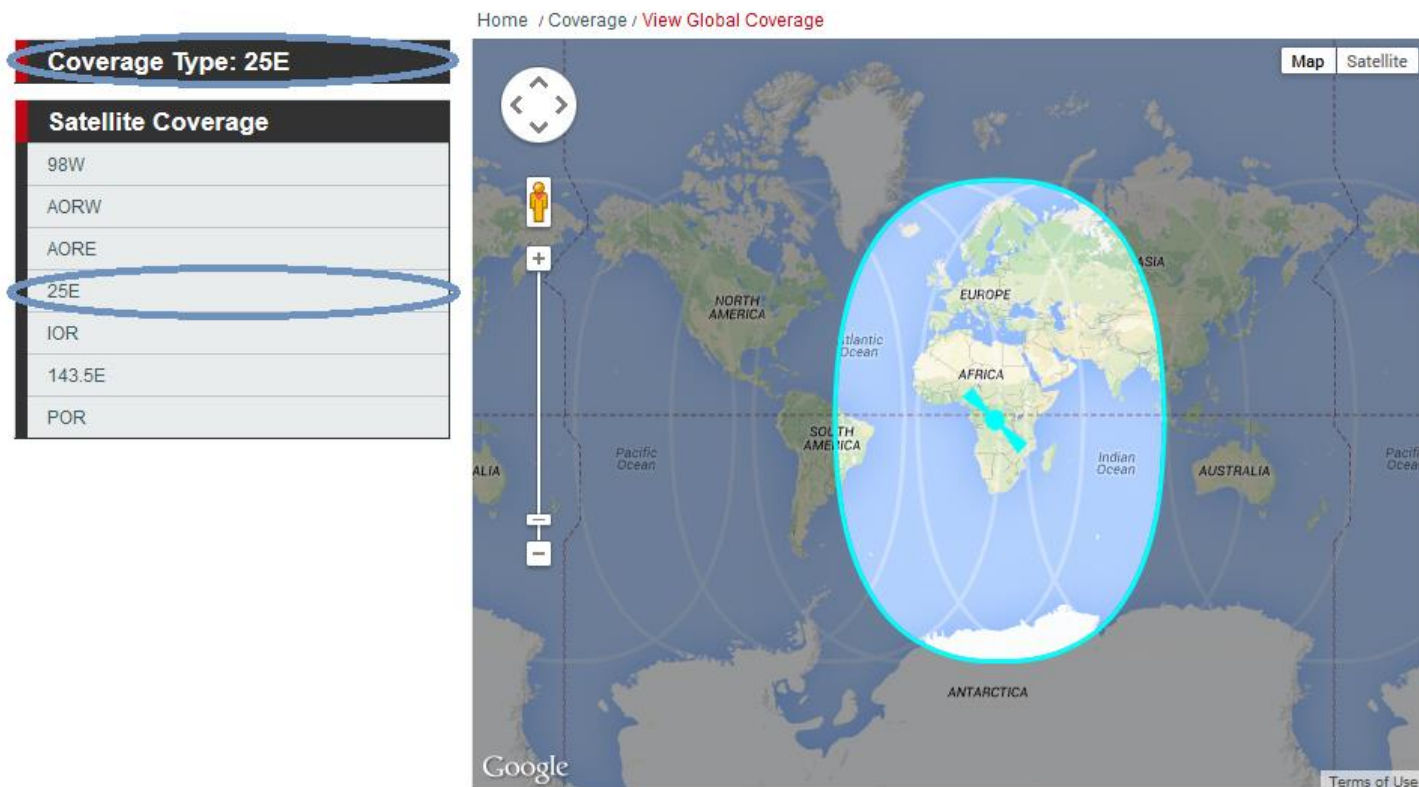 Home / Coverage / View Global Coverage
Coverage Type: 25E
Satellite Coverage
98W
AORW
AORE
25E
IOR
143.5E
POR
Map Satellite
ASIA
NORTH
AMERICA
EUROPE
Atlantic
Ocean
AFRICA
SOUTH
AMERICA
Pacific
Ocean
Indian
Ocean
ALIA
AUSTRALIA
Pacifi
Ocea
ANTARCTICA
Google
Terms of Use